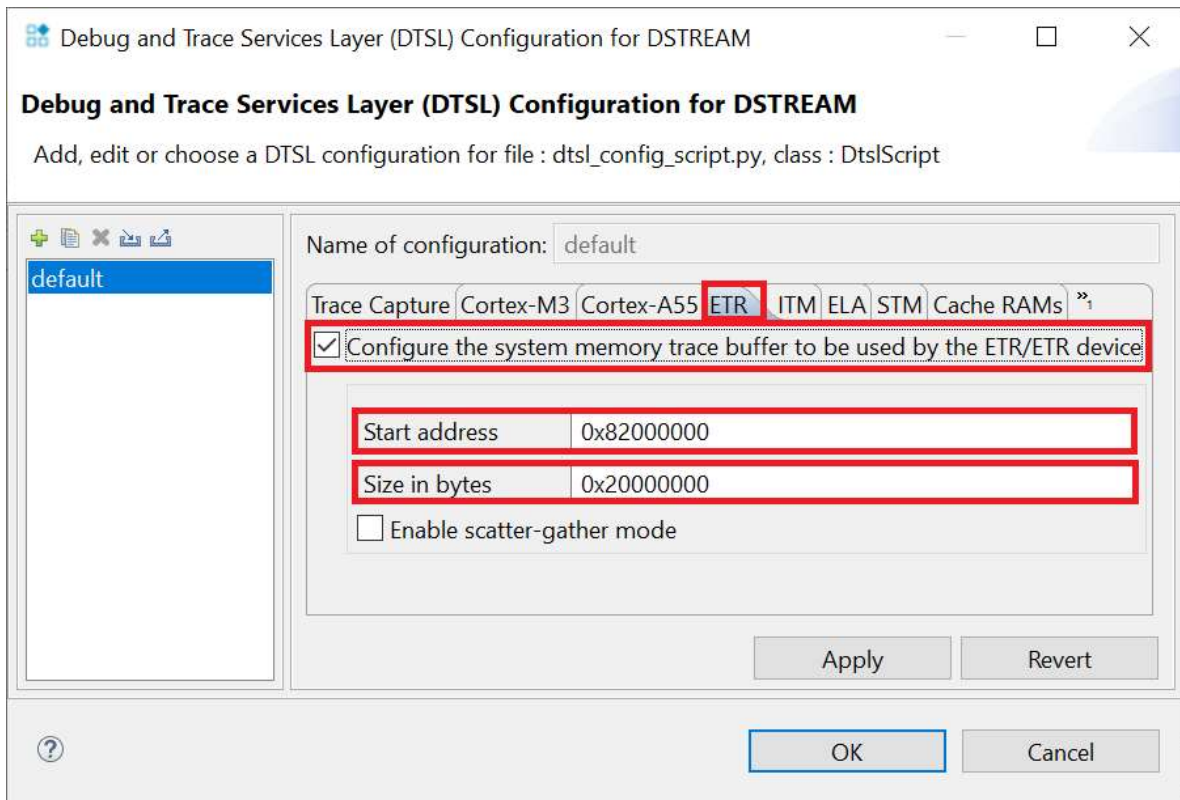 Debug and Trace Services Layer (DTSL) Configuration for DSTREAM
Debug and Trace Services Layer (DTSL) Configuration for DSTREAM
Add, edit or choose a DTSL configuration for file : dtsl_config_script.py, class : DtslScript
default
Name of configuration: default
Trace Capture Cortex-M3 Cortex-A55 ETR ITM ELA STM Cache RAMs »1
Configure the system memory trace buffer to be used by the ETR/ETR device
Start address 0x82000000
Size in bytes 0x20000000
Enable scatter-gather mode
Apply Revert
? OK Cancel